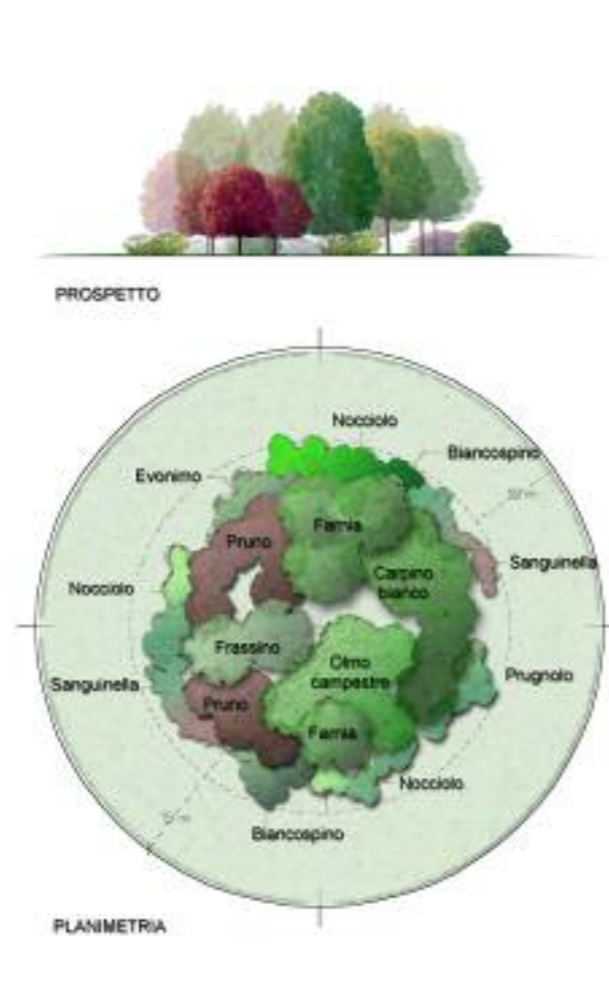 PROSPETTO
Nocciolo
Biancospino
Evonimo
Farnia
Pruno
Sanguinella
Carpino
bianco
Nocciolo
Frassino
Olmo
campestre
Prugnolo
Sanguinella
Pruno
Farnia
Nocciolo
Biancospino
PLANIMETRIA